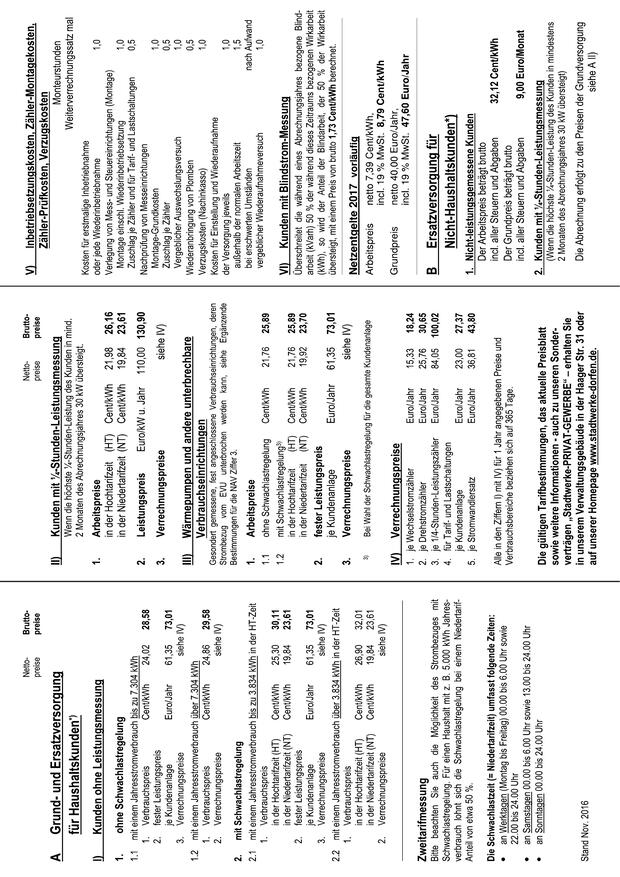 A Grund- und Ersatzversorgung
für Haushaltskunden*)
Netto-preise Brutto-preise
I) Kunden ohne Leistungsmessung
1. ohne Schwachlastregelung
1.1 mit einem Jahresstromverbrauch bis zu 7.304 kWh
1. Verbrauchspreis Cent/kWh 24,02 28,58
2. fester Leistungspreis
je Kundenanlage Euro/Jahr 61,35 73,01
3. Verrechnungspreise siehe IV)
1.2 mit einem Jahresstromverbrauch über 7.304 kWh
1. Verbrauchspreis Cent/kWh 24,86 29,58
2. Verrechnungspreise siehe IV)
2. mit Schwachlastregelung
2.1 mit einem Jahresstromverbrauch bis zu 3.834 kWh in der HT-Zeit
1. Verbrauchspreis
in der Hochtarifzeit (HT) Cent/kWh 25,30 30,11
in der Niedertarifzeit (NT) Cent/kWh 19,84 23,61
2. fester Leistungspreis
je Kundenanlage Euro/Jahr 61,35 73,01
3. Verrechnungspreise siehe IV)
2.2 mit einem Jahresstromverbrauch über 3.834 kWh in der HT-Zeit
1. Verbrauchspreis
in der Hochtarifzeit (HT) Cent/kWh 26,90 32,01
in der Niedertarifzeit (NT) Cent/kWh 19,84 23,61
2. Verrechnungspreise siehe IV)
Zweitarifmessung
Bitte beachten Sie auch die Möglichkeit des Strombezuges mit
Schwachlastregelung. Für einen Haushalt mit z. B. 5.000 kWh Jahres-
verbrauch lohnt sich die Schwachlastregelung bei einem Niedertarif-
Anteil von etwa 50 %.
Die Schwachlastzeit (= Niedertarifzeit) umfasst folgende Zeiten:
• an Werktagen (Montag bis Freitag) 00.00 bis 6.00 Uhr sowie
22.00 bis 24.00 Uhr
• an Samstagen 00.00 bis 6.00 Uhr sowie 13.00 bis 24.00 Uhr
• an Sonntagen 00.00 bis 24.00 Uhr
Stand Nov. 2016
Netto-preise Brutto-preise
II) Kunden mit ¼-Stunden-Leistungsmessung
Wenn die höchste ¼-Stunden-Leistung des Kunden in mind.
2 Monaten des Abrechnungsjahres 30 kW übersteigt.
1. Arbeitspreise
in der Hochtarifzeit (HT) Cent/kWh 21,98 26,16
in der Niedertarifzeit (NT) Cent/kWh 19,84 23,61
2. Leistungspreis Euro/kW u. Jahr 110,00 130,90
3. Verrechnungspreise siehe IV)
III) Wärmepumpen und andere unterbrechbare
Verbrauchseinrichtungen
Gesondert gemessene, fest angeschlossene Verbrauchseinrichtungen, deren
Strombezug vom EVU unterbrochen werden kann, siehe Ergänzende
Bestimmungen für die NAV Ziffer 3.
1. Arbeitspreise
1.1 ohne Schwachlastregelung Cent/kWh 21,76 25,89
1.2 mit Schwachlastregelung³⁾
in der Hochtarifzeit (HT) Cent/kWh 21,76 25,89
in der Niedertarifzeit (NT) Cent/kWh 19,92 23,70
2. fester Leistungspreis
je Kundenanlage Euro/Jahr 61,35 73,01
3. Verrechnungspreise siehe IV)
³⁾ Bei Wahl der Schwachlastregelung für die gesamte Kundenanlage
IV) Verrechnungspreise
1. je Wechselstromzähler Euro/Jahr 15,33 18,24
2. je Drehstromzähler Euro/Jahr 25,76 30,65
3. je 1/4-Stunden-Leistungszähler Euro/Jahr 84,05 100,02
4. für Tarif- und Lastschaltungen
je Kundenanlage Euro/Jahr 23,00 27,37
5. je Stromwandlersatz Euro/Jahr 36,81 43,80
Alle in den Ziffern I) mit IV) für 1 Jahr angegebenen Preise und
Verbrauchsbereiche beziehen sich auf 365 Tage.
Die gültigen Tarifbestimmungen, das aktuelle Preisblatt
sowie weitere Informationen - auch zu unseren Sonder-
verträgen „Stadtwerke-PRIVAT-GEWERBE“ – erhalten Sie
in unserem Verwaltungsgebäude in der Haager Str. 31 oder
auf unserer Homepage www.stadtwerke-dorfen.de.
V) Inbetriebsetzungskosten, Zähler-Montagekosten,
Zähler-Prüfkosten, Verzugskosten
Monteurstunden
Weiterverrechnungssatz mal
Kosten für erstmalige Inbetriebnahme
oder jede Wiederinbetriebnahme 1,0
Verlegung von Mess- und Steuereinrichtungen (Montage)
Montage einschl. Wiederinbetriebsetzung 1,0
Zuschlag je Zähler und für Tarif- und Lastschaltungen 0,5
Nachprüfung von Messeinrichtungen
Montage-Grundkosten 1,0
Zuschlag je Zähler 0,5
Vergeblicher Auswechslungsversuch 1,0
Wiederanbringung von Plomben 0,5
Verzugskosten (Nachinkasso) 1,0
Kosten für Einstellung und Wiederaufnahme
der Versorgung jeweils 1,0
außerhalb der normalen Arbeitszeit 1,5
bei erschwerten Umständen nach Aufwand
vergeblicher Wiederaufnahmeversuch 1,0
VI) Kunden mit Blindstrom-Messung
Überschreitet die während eines Abrechnungsjahres bezogene Blind-
arbeit (kVarh) 50 % der während dieses Zeitraums bezogenen Wirkarbeit
(kWh), so wird der Anteil der Blindarbeit, der 50 % der Wirkarbeit
übersteigt, mit einem Preis von brutto 1,73 Cent/kWh berechnet.
Netzentgelte 2017 vorläufig
Arbeitspreis netto 7,39 Cent/kWh,
incl. 19 % MwSt. 8,79 Cent/kWh
Grundpreis netto 40,00 Euro/Jahr,
incl. 19 % MwSt. 47,60 Euro/Jahr
B Ersatzversorgung für
Nicht-Haushaltskunden*)
1. Nicht-leistungsgemessene Kunden
Der Arbeitspreis beträgt brutto
incl. aller Steuern und Abgaben 32,12 Cent/kWh
Der Grundpreis beträgt brutto
incl. aller Steuern und Abgaben 9,00 Euro/Monat
2. Kunden mit ¼-Stunden-Leistungsmessung
(Wenn die höchste ¼-Stunden-Leistung des Kunden in mindestens
2 Monaten des Abrechnungsjahres 30 kW übersteigt)
Die Abrechnung erfolgt zu den Preisen der Grundversorgung
siehe A II)